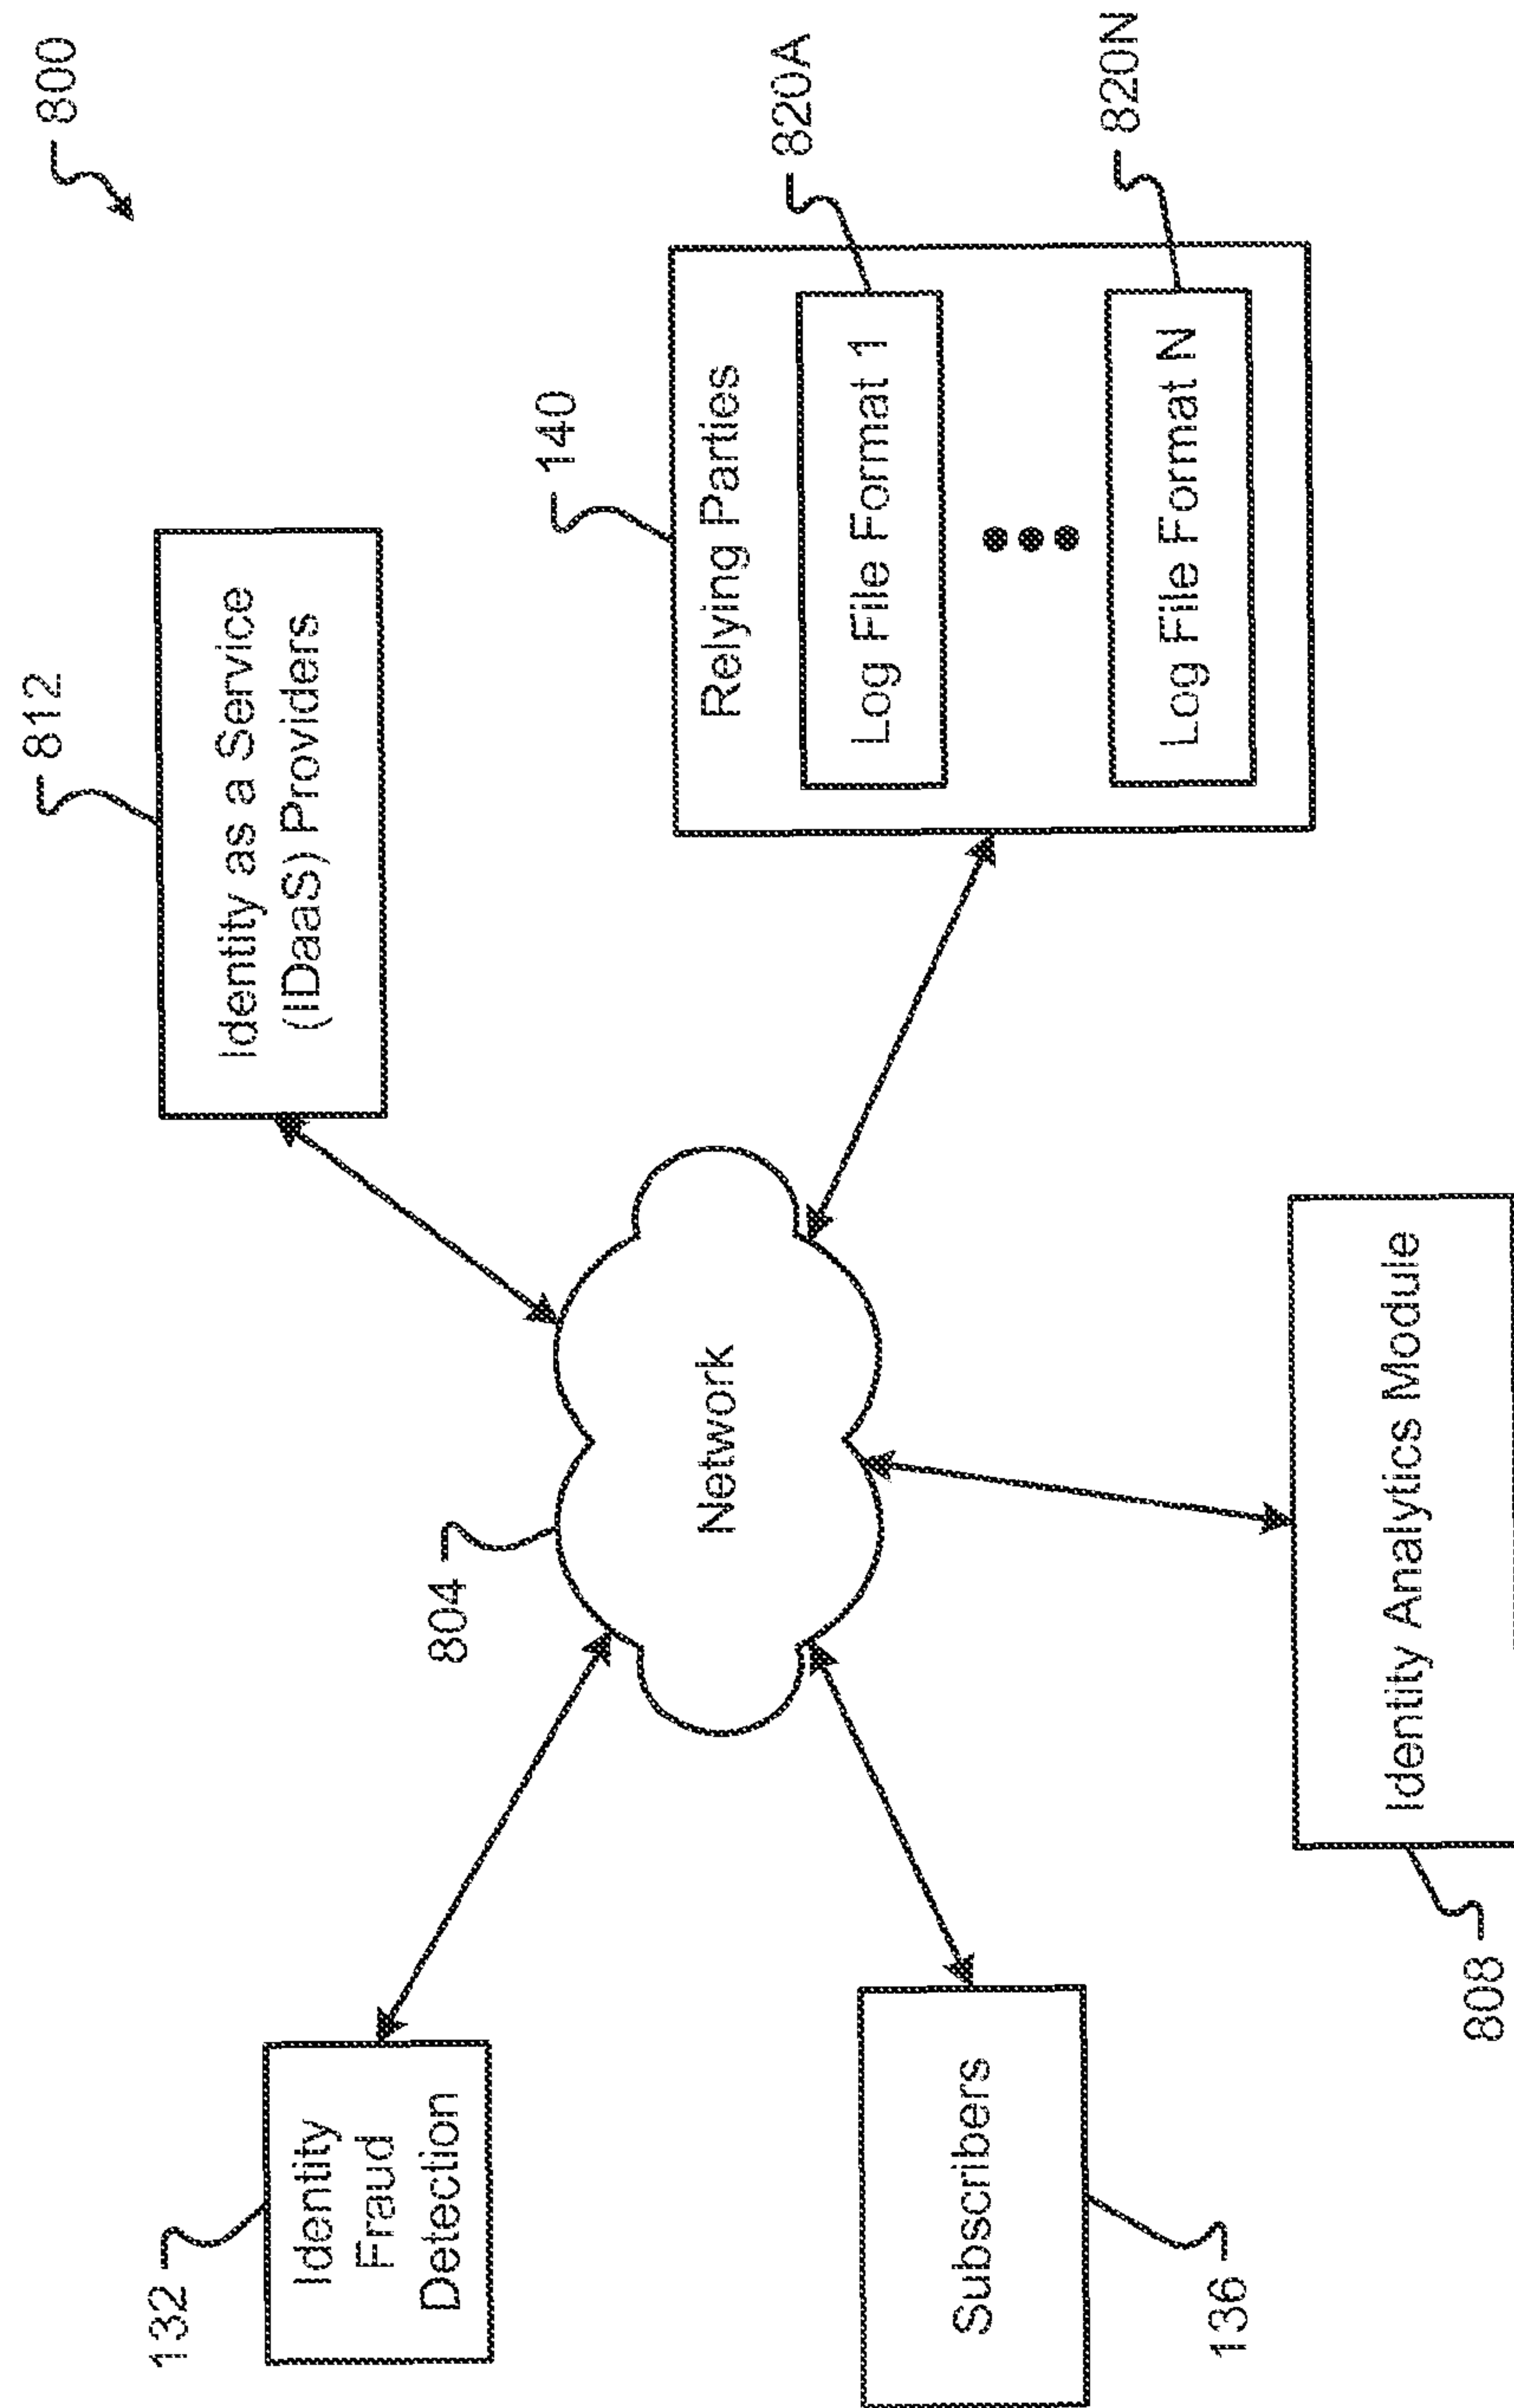 800
132
Identity
Fraud
Detection
812
Identity as a Service
(IDaaS) Providers
804
Network
140
Relying Parties
Log File Format 1
820A
Log File Format N
820N
Subscribers
136
808
Identity Analytics Module